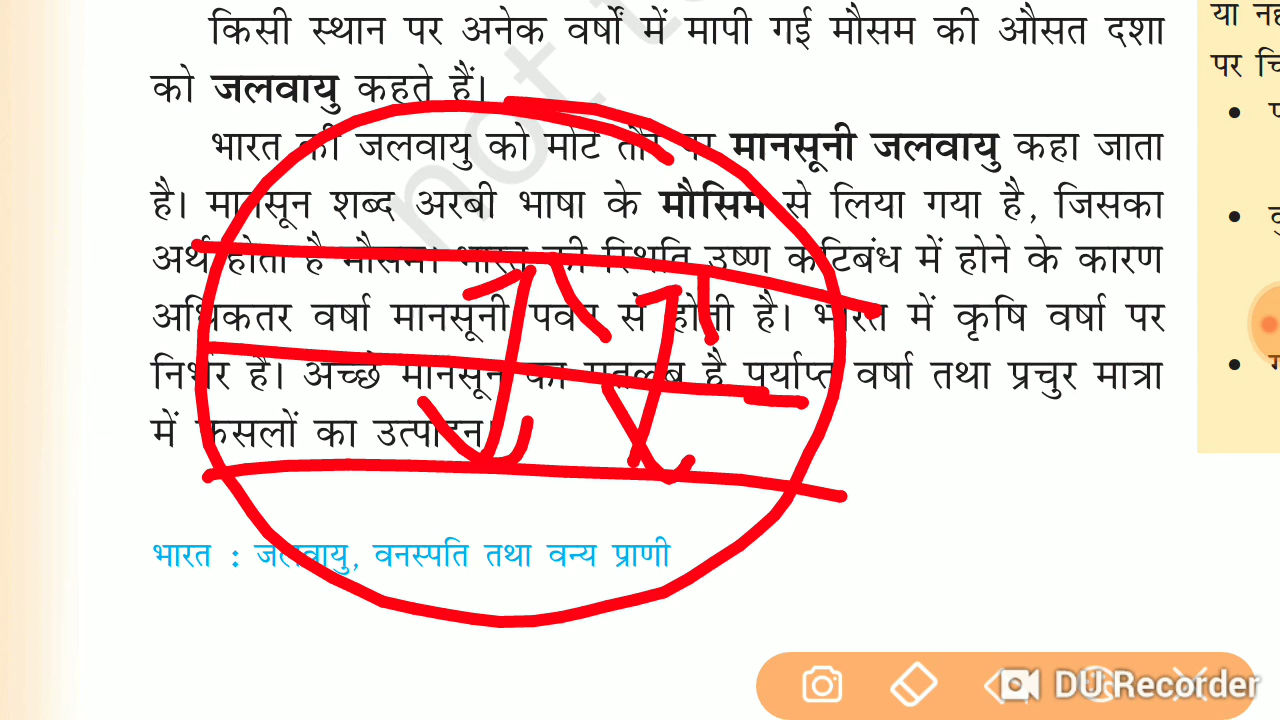 किसी स्थान पर अनेक वर्षों में मापी गई मौसम की औसत दशा
को जलवायु कहते हैं।
भारत की जलवायु को मोटे तौर पर मानसूनी जलवायु कहा जाता
है। मानसून शब्द अरबी भाषा के मौसिम से लिया गया है, जिसका
अर्थ होता है मौसम। भारत की स्थिति उष्ण कटिबंध में होने के कारण
अधिकतर वर्षा मानसूनी पवन से होती है। भारत में कृषि वर्षा पर
निर्भर है। अच्छे मानसून का मतलब है पर्याप्त वर्षा तथा प्रचुर मात्रा
में फसलों का उत्पादन।
भारत : जलवायु, वनस्पति तथा वन्य प्राणी
या
पर
not
DU Recorder